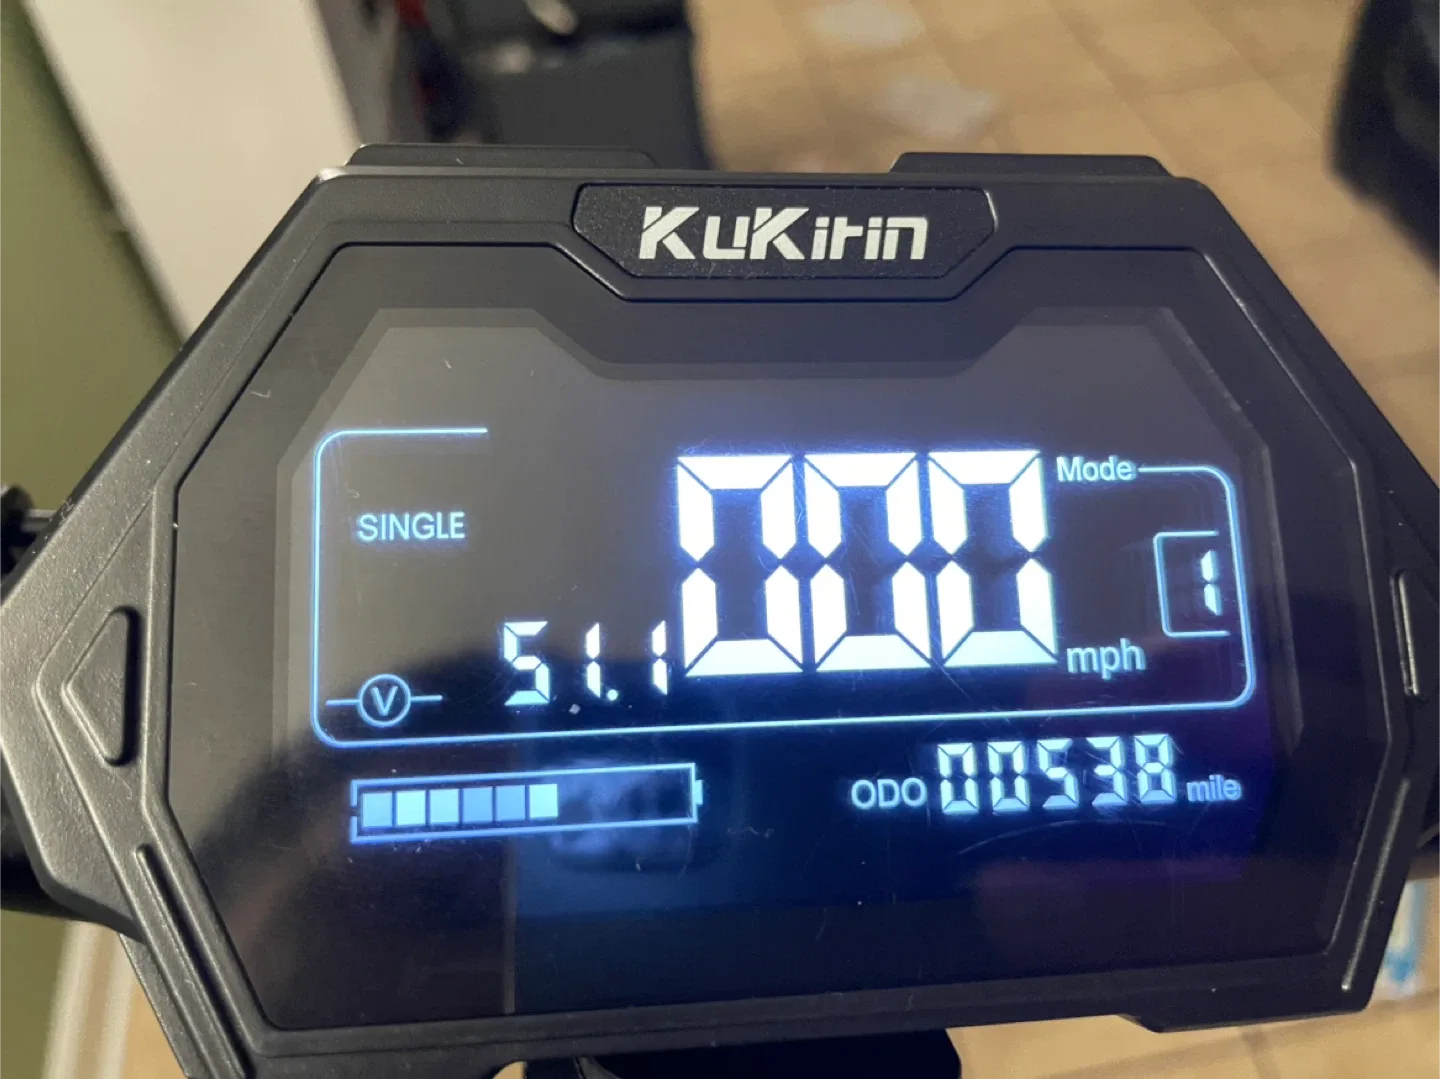 KuKirin
Mode
SINGLE
000
1
mph
V
51.1
ODO 00538 mile